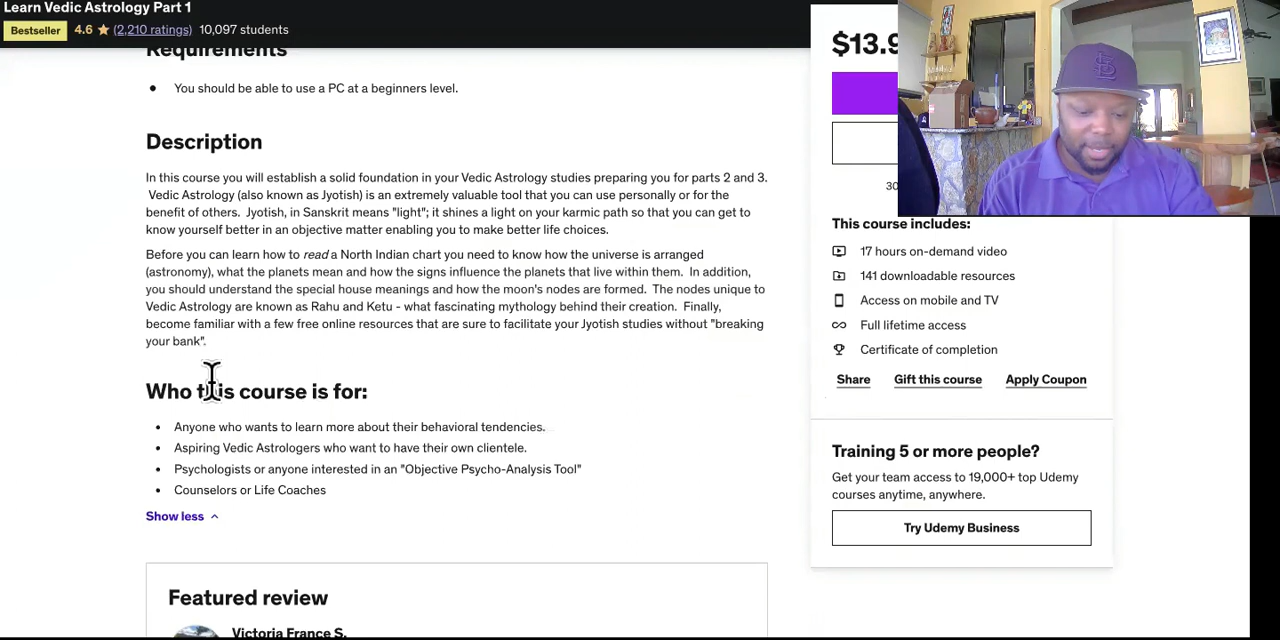 Learn Vedic Astrology Part 1
Bestseller 4.6 (2,210 ratings) 10,097 students
Requirements
You should be able to use a PC at a beginners level.
Description
In this course you will establish a solid foundation in your Vedic Astrology studies preparing you for parts 2 and 3.
Vedic Astrology (also known as Jyotish) is an extremely valuable tool that you can use personally or for the
benefit of others. Jyotish, in Sanskrit means "light"; it shines a light on your karmic path so that you can get to
know yourself better in an objective matter enabling you to make better life choices.
Before you can learn how to read a North Indian chart you need to know how the universe is arranged
(astronomy), what the planets mean and how the signs influence the planets that live within them. In addition,
you should understand the special house meanings and how the moon's nodes are formed. The nodes unique to
Vedic Astrology are known as Rahu and Ketu - what fascinating mythology behind their creation. Finally,
become familiar with a few free online resources that are sure to facilitate your Jyotish studies without "breaking
your bank".
Who this course is for:
Anyone who wants to learn more about their behavioral tendencies.
Aspiring Vedic Astrologers who want to have their own clientele.
Psychologists or anyone interested in an "Objective Psycho-Analysis Tool"
Counselors or Life Coaches
Show less
Featured review
Victoria France S.
$13.9
30
This course includes:
17 hours on-demand video
141 downloadable resources
Access on mobile and TV
Full lifetime access
Certificate of completion
Share Gift this course Apply Coupon
Training 5 or more people?
Get your team access to 19,000+ top Udemy
courses anytime, anywhere.
Try Udemy Business